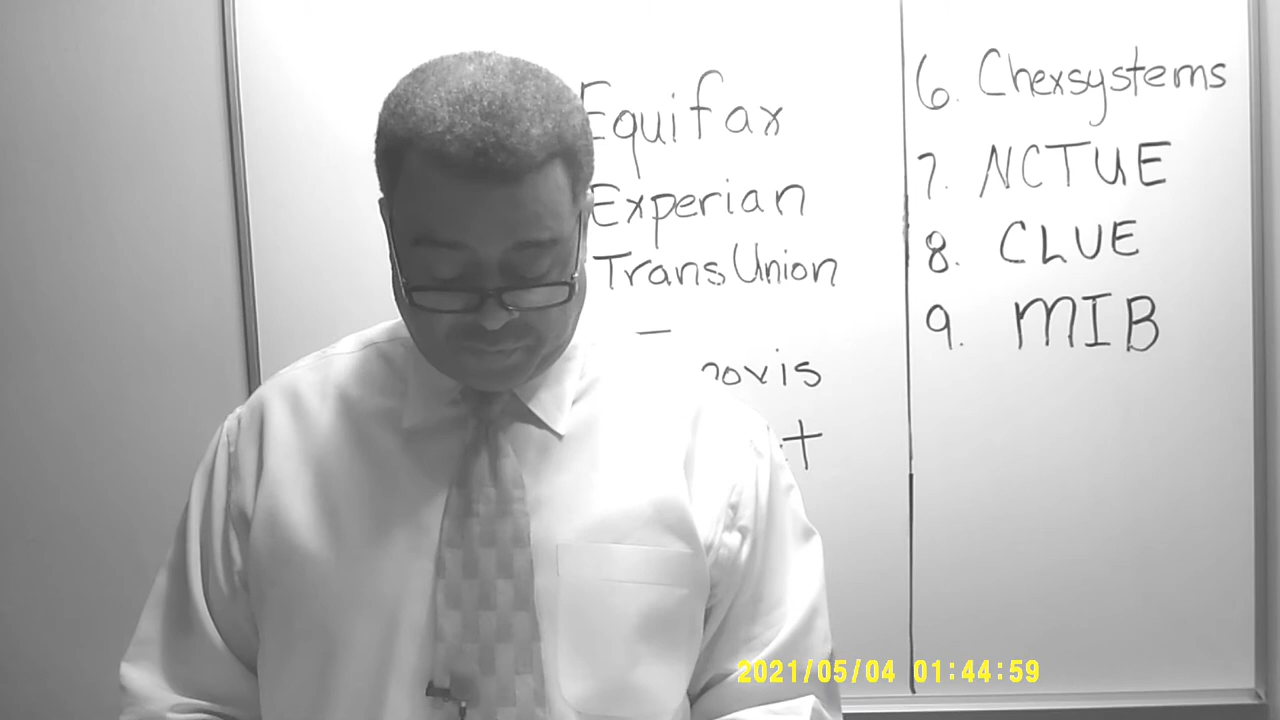 Equifax
Experian
TransUnion
6. Chexsystems
7. NCTUE
8. CLUE
9. MIB
2021/05/04 01:44:59